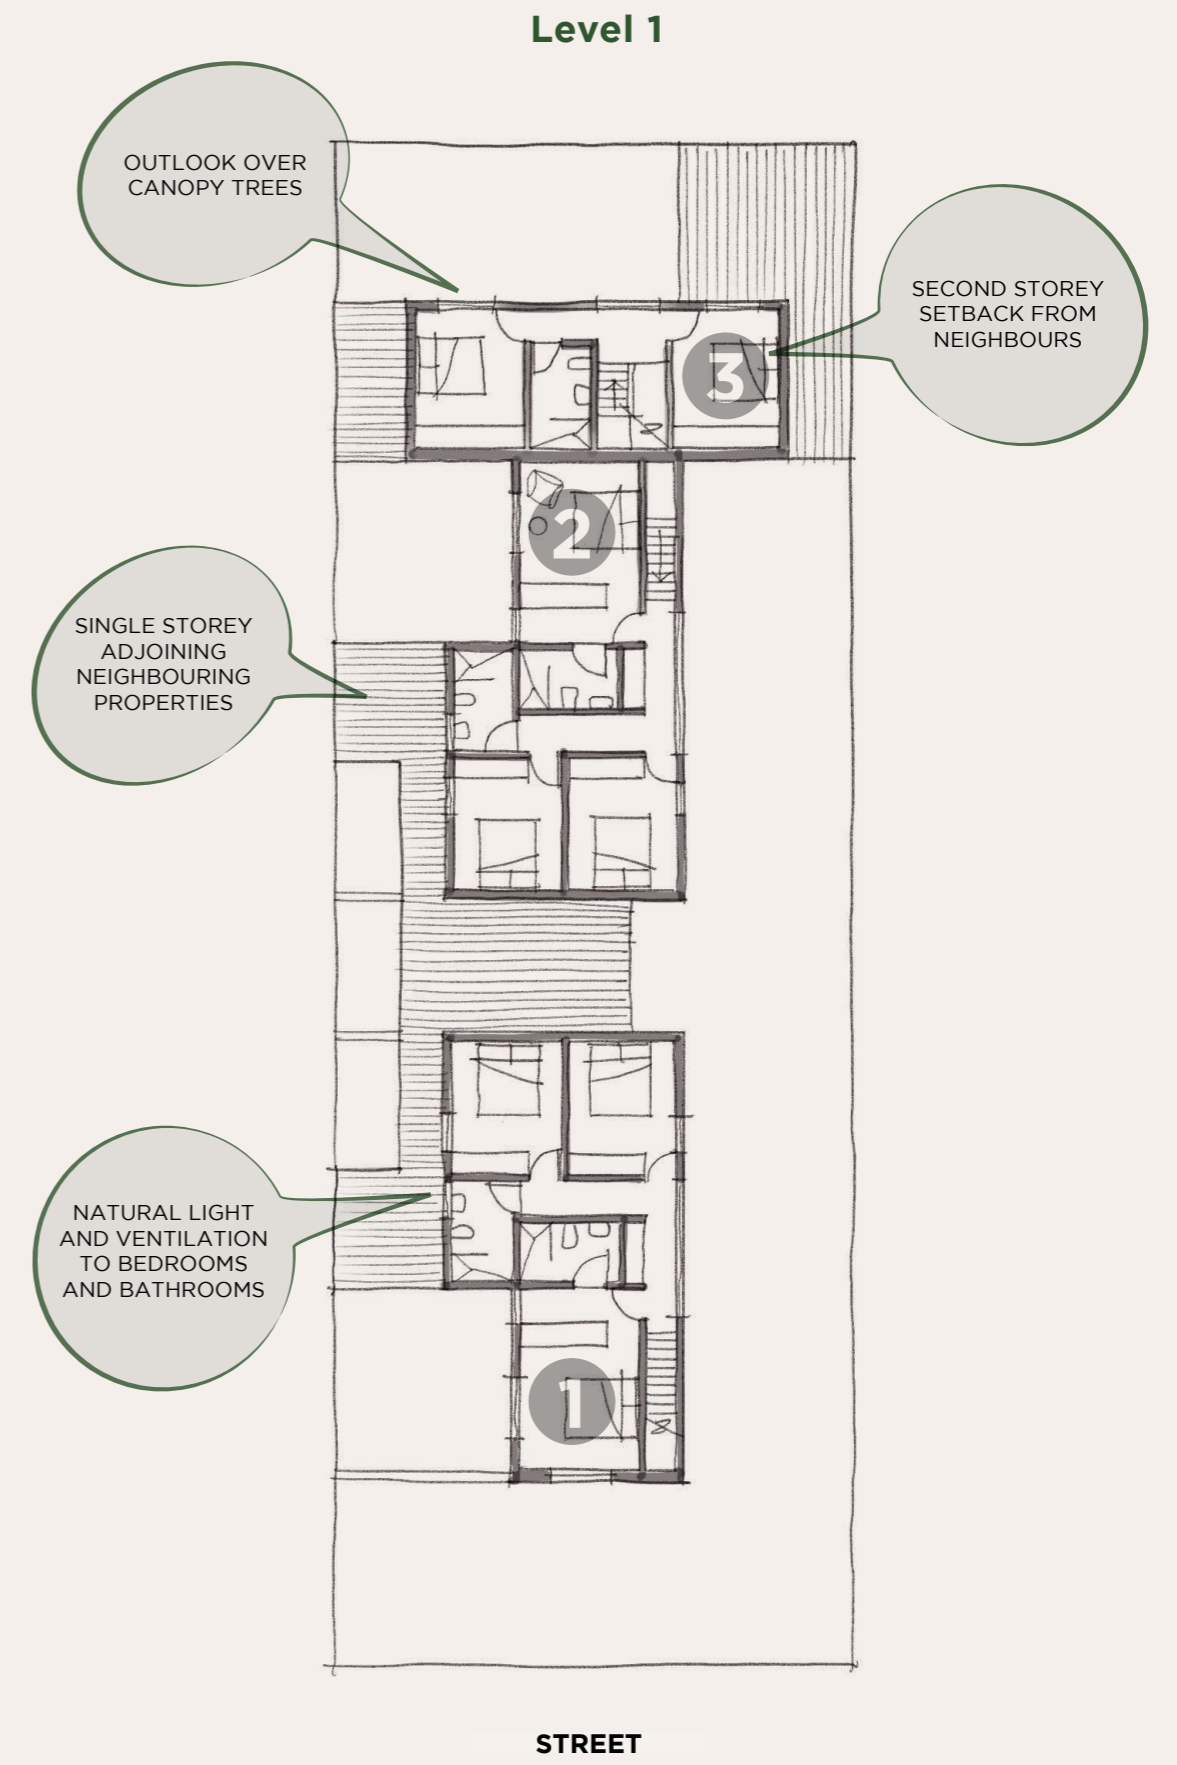 Level 1
OUTLOOK OVER
CANOPY TREES
SECOND STOREY
SETBACK FROM
NEIGHBOURS
3
2
SINGLE STOREY
ADJOINING
NEIGHBOURING
PROPERTIES
NATURAL LIGHT
AND VENTILATION
TO BEDROOMS
AND BATHROOMS
1
STREET